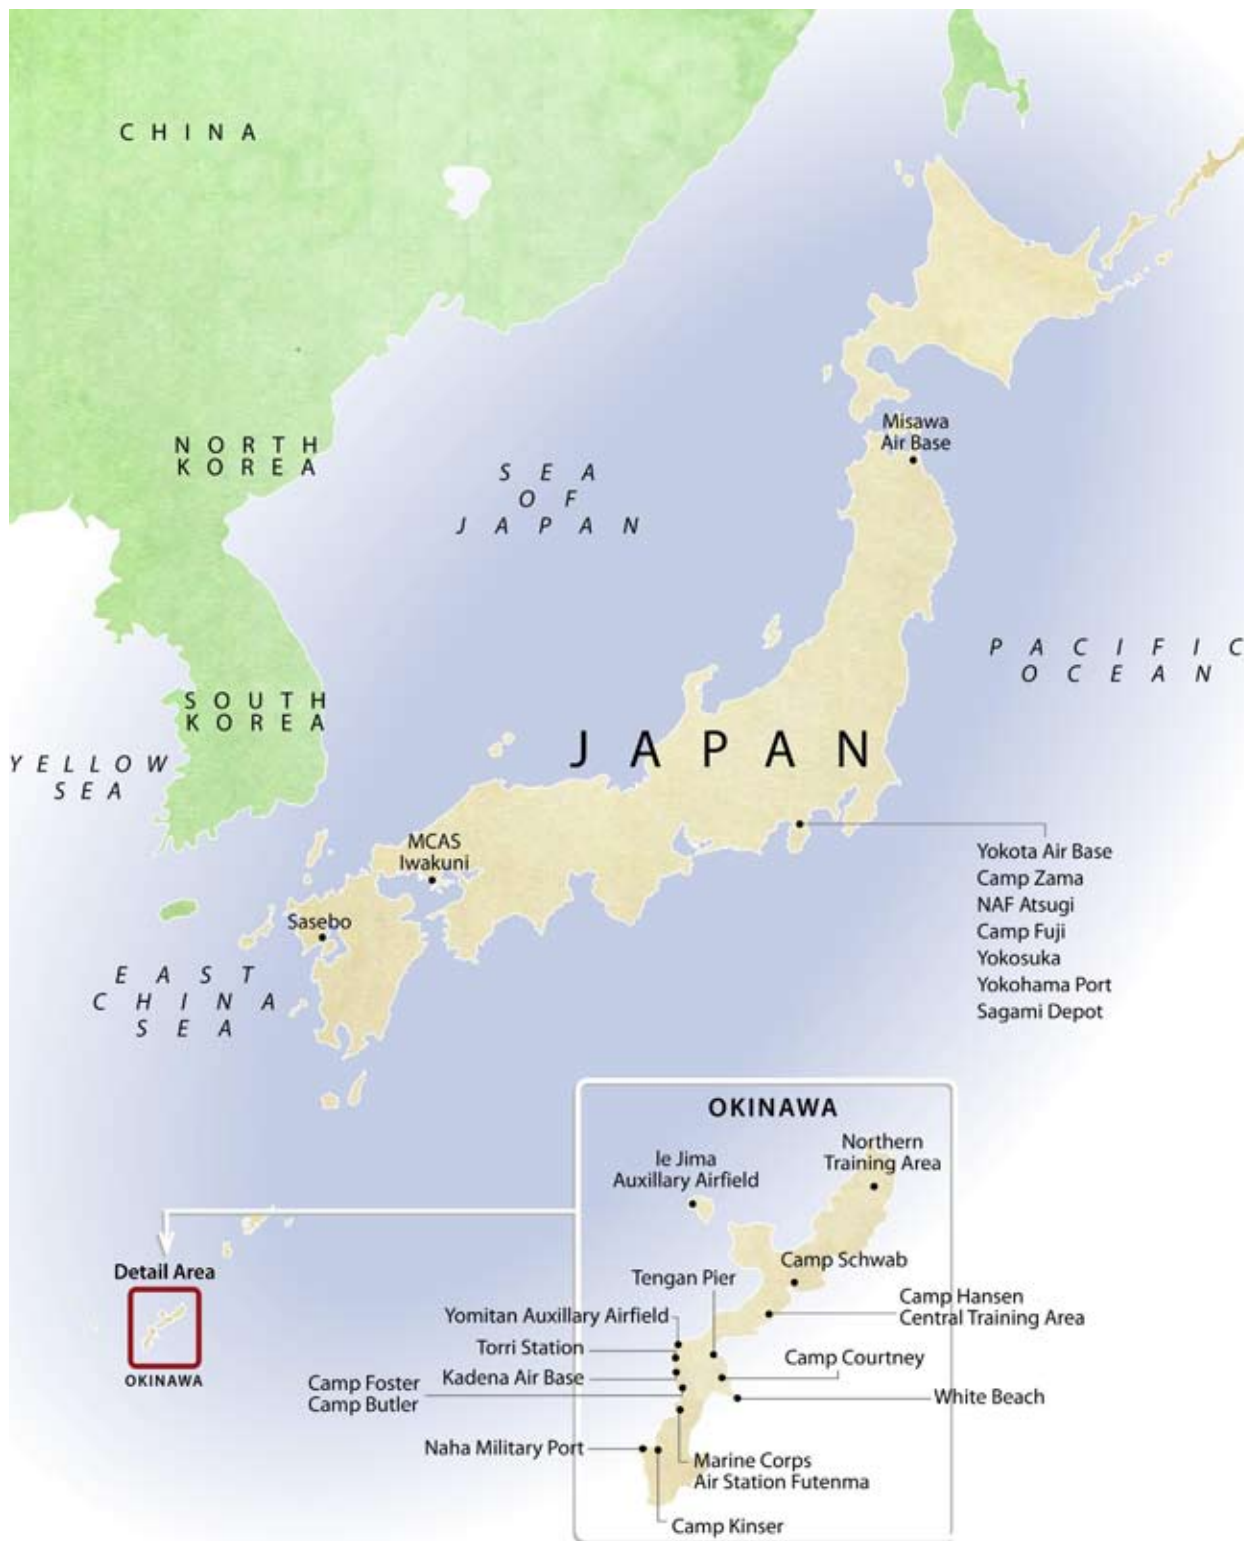 CHINA
NORTH
KOREA
SEA
OF
JAPAN
Misawa
Air Base
PACIFIC
OCEAN
SOUTH
KOREA
JAPAN
YELLOW
SEA
MCAS
Iwakuni
Sasebo
Yokota Air Base
Camp Zama
NAF Atsugi
Camp Fuji
Yokosuka
Yokohama Port
Sagami Depot
EAST
CHINA
SEA
OKINAWA
Northern
Training Area
Ie Jima
Auxillary Airfield
Camp Schwab
Tengan Pier
Camp Hansen
Central Training Area
Yomitan Auxillary Airfield
Torri Station
Kadena Air Base
Camp Courtney
Camp Foster
Camp Butler
White Beach
Naha Military Port
Marine Corps
Air Station Futenma
Camp Kinser
Detail Area
OKINAWA